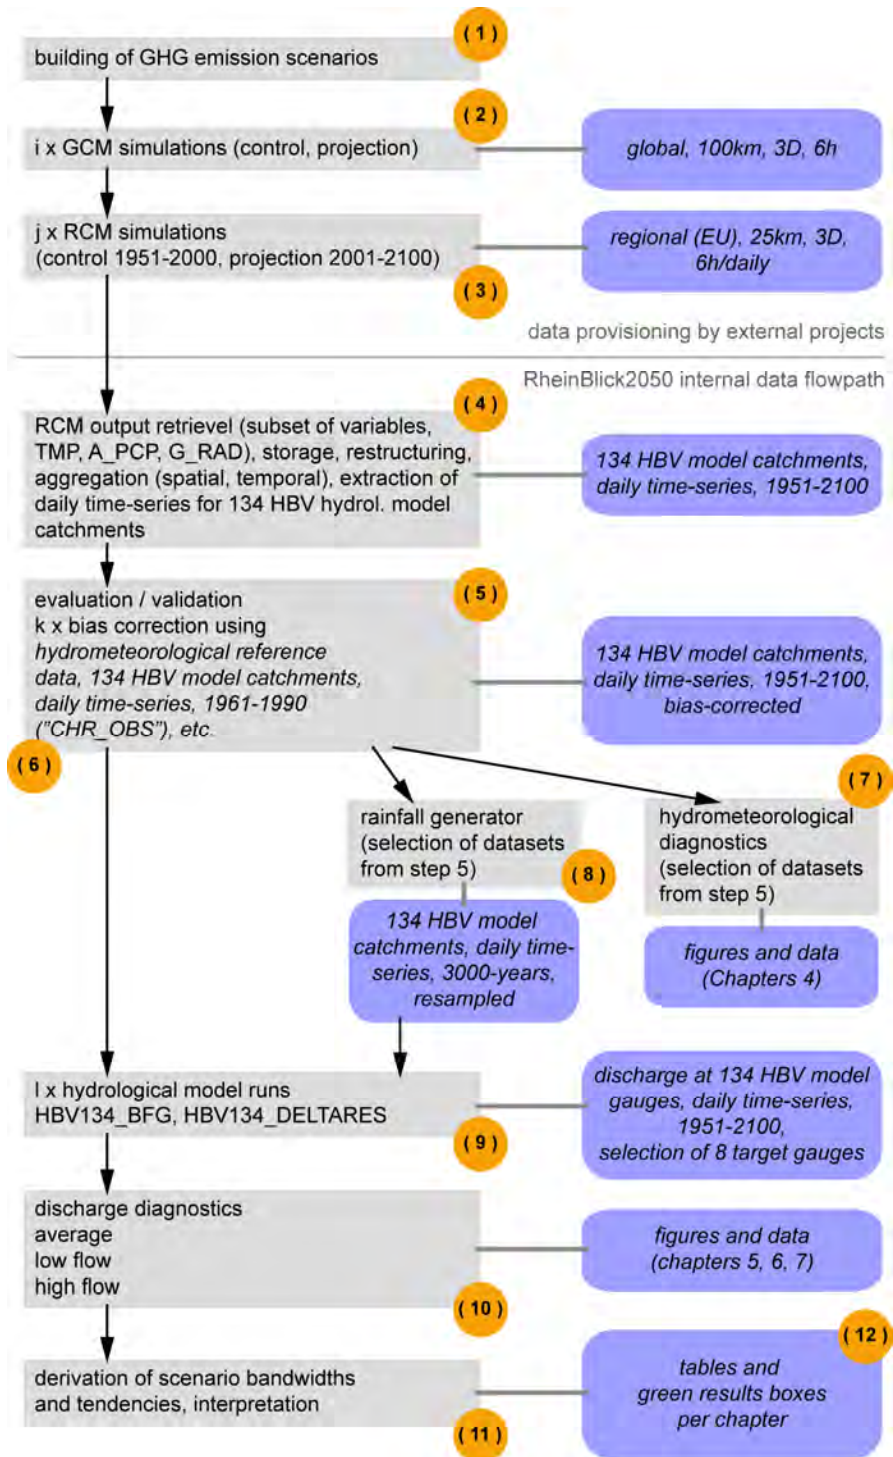 ( 1 )
building of GHG emission scenarios
( 2 )
i x GCM simulations (control, projection)
global, 100km, 3D, 6h
j x RCM simulations
(control 1951-2000, projection 2001-2100)
( 3 )
regional (EU), 25km, 3D,
6h/daily
data provisioning by external projects
RheinBlick2050 internal data flowpath
( 4 )
RCM output retrievel (subset of variables,
TMP, A_PCP, G_RAD), storage, restructuring,
aggregation (spatial, temporal), extraction of
daily time-series for 134 HBV hydrol. model
catchments
134 HBV model catchments,
daily time-series, 1951-2100
( 5 )
evaluation / validation
k x bias correction using
hydrometeorological reference
data, 134 HBV model catchments,
daily time-series, 1961-1990
("CHR_OBS"), etc.
134 HBV model catchments,
daily time-series, 1951-2100,
bias-corrected
( 6 )
( 7 )
rainfall generator
(selection of datasets
from step 5)
( 8 )
hydrometeorological
diagnostics
(selection of datasets
from step 5)
134 HBV model
catchments, daily time-
series, 3000-years,
resampled
figures and data
(Chapters 4)
l x hydrological model runs
HBV134_BFG, HBV134_DELTARES
( 9 )
discharge at 134 HBV model
gauges, daily time-series,
1951-2100,
selection of 8 target gauges
discharge diagnostics
average
low flow
high flow
( 10 )
figures and data
(chapters 5, 6, 7)
derivation of scenario bandwidths
and tendencies, interpretation
( 11 )
( 12 )
tables and
green results boxes
per chapter